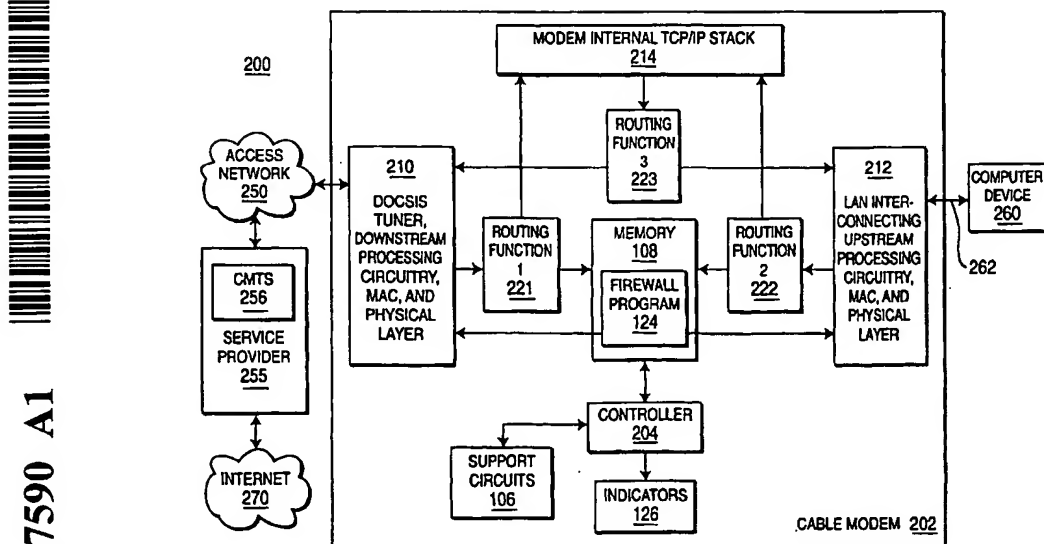 7590 A1
200
MODEM INTERNAL TCP/IP STACK
214
ROUTING
FUNCTION
3
223
ACCESS
NETWORK
250
210
DOCSIS
TUNER,
DOWNSTREAM
PROCESSING
CIRCUITRY,
MAC, AND
PHYSICAL
LAYER
ROUTING
FUNCTION
1
221
MEMORY
108
FIREWALL
PROGRAM
124
ROUTING
FUNCTION
2
222
212
LAN INTER-
CONNECTING
UPSTREAM
PROCESSING
CIRCUITRY,
MAC, AND
PHYSICAL
LAYER
COMPUTER
DEVICE
260
262
CMTS
256
SERVICE
PROVIDER
255
INTERNET
270
CONTROLLER
204
SUPPORT
CIRCUITS
106
INDICATORS
126
CABLE MODEM 202